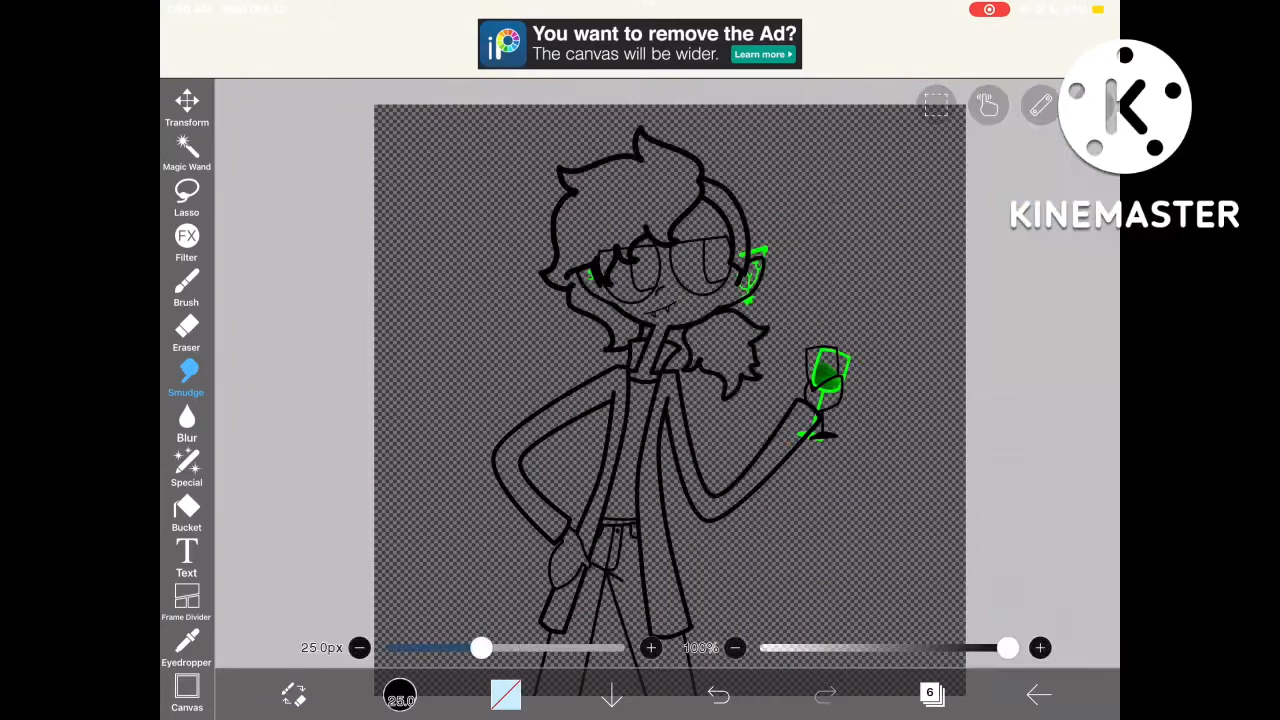 You want to remove the Ad?
The canvas will be wider.
Learn more
iP
KINEMASTER
Transform
Magic Wand
Lasso
FX
Filter
Brush
Eraser
Smudge
Blur
Special
Bucket
T
Text
Frame Divider
Eyedropper
Canvas
25.0px
100%
25.0
6